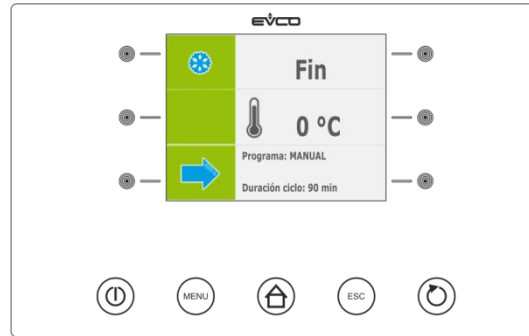 evco
Fin
0 °C
Programa: MANUAL
Duración ciclo: 90 min
MENU
ESC